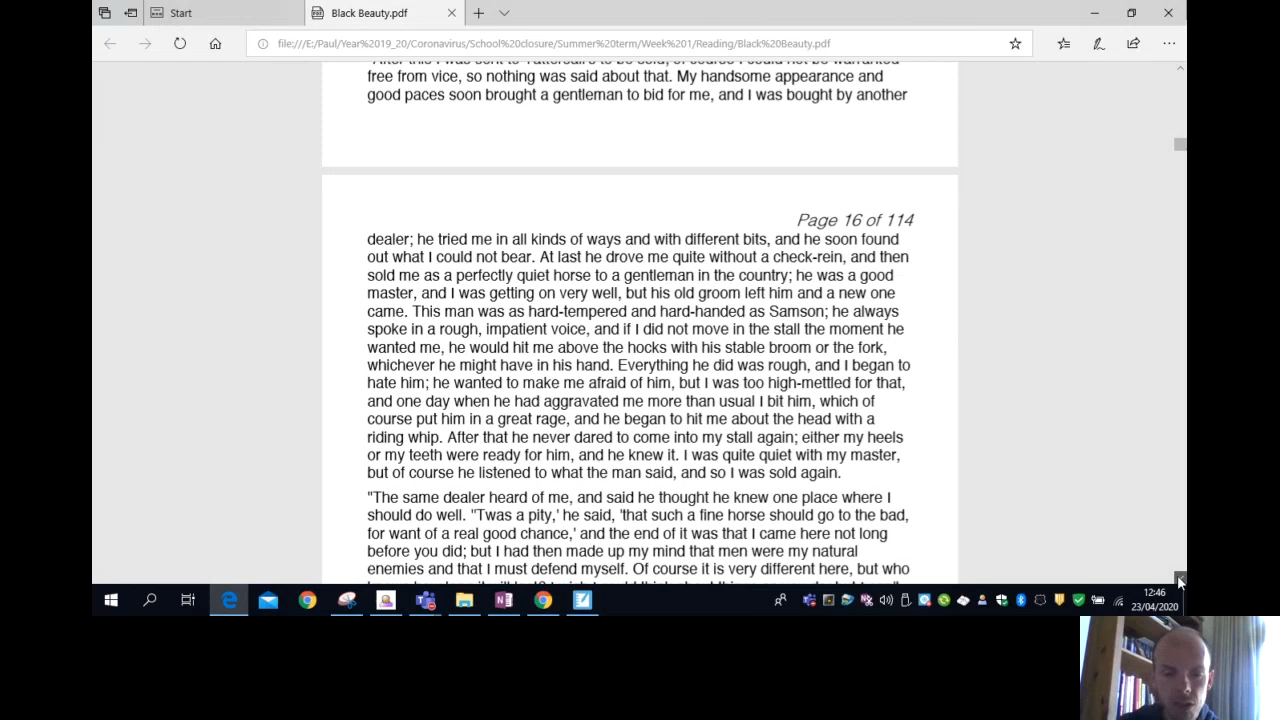 Start
Black Beauty.pdf
file:///E:/Paul/Year%2019_20/Coronavirus/School%20closure/Summer%20term/Week%201/Reading/Black%20Beauty.pdf
"After this I was sent to Tattersall's to be sold; of course I could not be warranted
free from vice, so nothing was said about that. My handsome appearance and
good paces soon brought a gentleman to bid for me, and I was bought by another
Page 16 of 114
dealer; he tried me in all kinds of ways and with different bits, and he soon found
out what I could not bear. At last he drove me quite without a check-rein, and then
sold me as a perfectly quiet horse to a gentleman in the country; he was a good
master, and I was getting on very well, but his old groom left him and a new one
came. This man was as hard-tempered and hard-handed as Samson; he always
spoke in a rough, impatient voice, and if I did not move in the stall the moment he
wanted me, he would hit me above the hocks with his stable broom or the fork,
whichever he might have in his hand. Everything he did was rough, and I began to
hate him; he wanted to make me afraid of him, but I was too high-mettled for that,
and one day when he had aggravated me more than usual I bit him, which of
course put him in a great rage, and he began to hit me about the head with a
riding whip. After that he never dared to come into my stall again; either my heels
or my teeth were ready for him, and he knew it. I was quite quiet with my master,
but of course he listened to what the man said, and so I was sold again.
"The same dealer heard of me, and said he thought he knew one place where I
should do well. "Twas a pity,' he said, 'that such a fine horse should go to the bad,
for want of a real good chance,' and the end of it was that I came here not long
before you did; but I had then made up my mind that men were my natural
enemies and that I must defend myself. Of course it is very different here, but who
12:46
23/04/2020